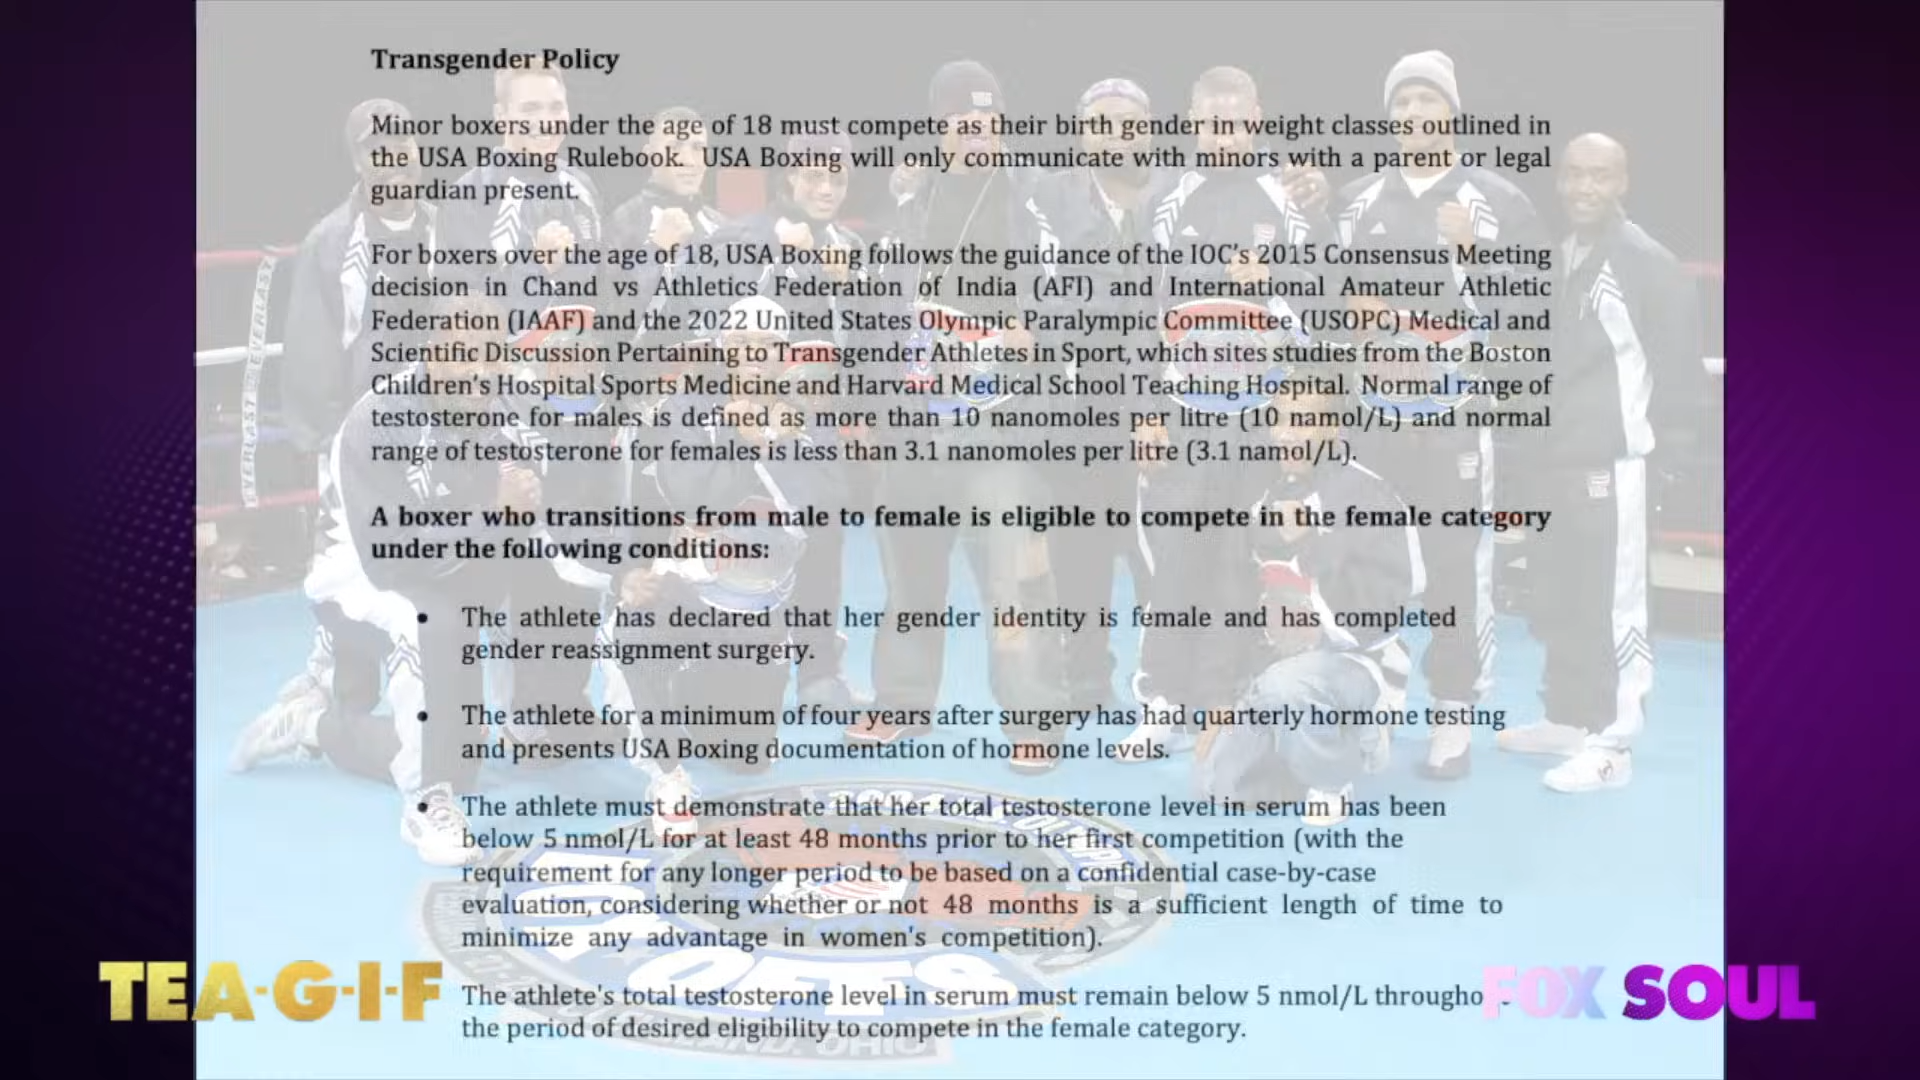 Transgender Policy
Minor boxers under the age of 18 must compete as their birth gender in weight classes outlined in
the USA Boxing Rulebook. USA Boxing will only communicate with minors with a parent or legal
guardian present.
For boxers over the age of 18, USA Boxing follows the guidance of the IOC's 2015 Consensus Meeting
decision in Chand vs Athletics Federation of India (AFI) and International Amateur Athletic
Federation (IAAF) and the 2022 United States Olympic Paralympic Committee (USOPC) Medical and
Scientific Discussion Pertaining to Transgender Athletes in Sport, which sites studies from the Boston
Children's Hospital Sports Medicine and Harvard Medical School Teaching Hospital. Normal range of
testosterone for males is defined as more than 10 nanomoles per litre (10 namol/L) and normal
range of testosterone for females is less than 3.1 nanomoles per litre (3.1 namol/L).
A boxer who transitions from male to female is eligible to compete in the female category
under the following conditions:
• The athlete has declared that her gender identity is female and has completed
gender reassignment surgery.
• The athlete for a minimum of four years after surgery has had quarterly hormone testing
and presents USA Boxing documentation of hormone levels.
• The athlete must demonstrate that her total testosterone level in serum has been
below 5 nmol/L for at least 48 months prior to her first competition (with the
requirement for any longer period to be based on a confidential case-by-case
evaluation, considering whether or not 48 months is a sufficient length of time to
minimize any advantage in women's competition).
The athlete's total testosterone level in serum must remain below 5 nmol/L
the period of desired eligibility to compete in the female category.
TEA-G-I-F
FOX SOUL
EVERLAST EVERLAST